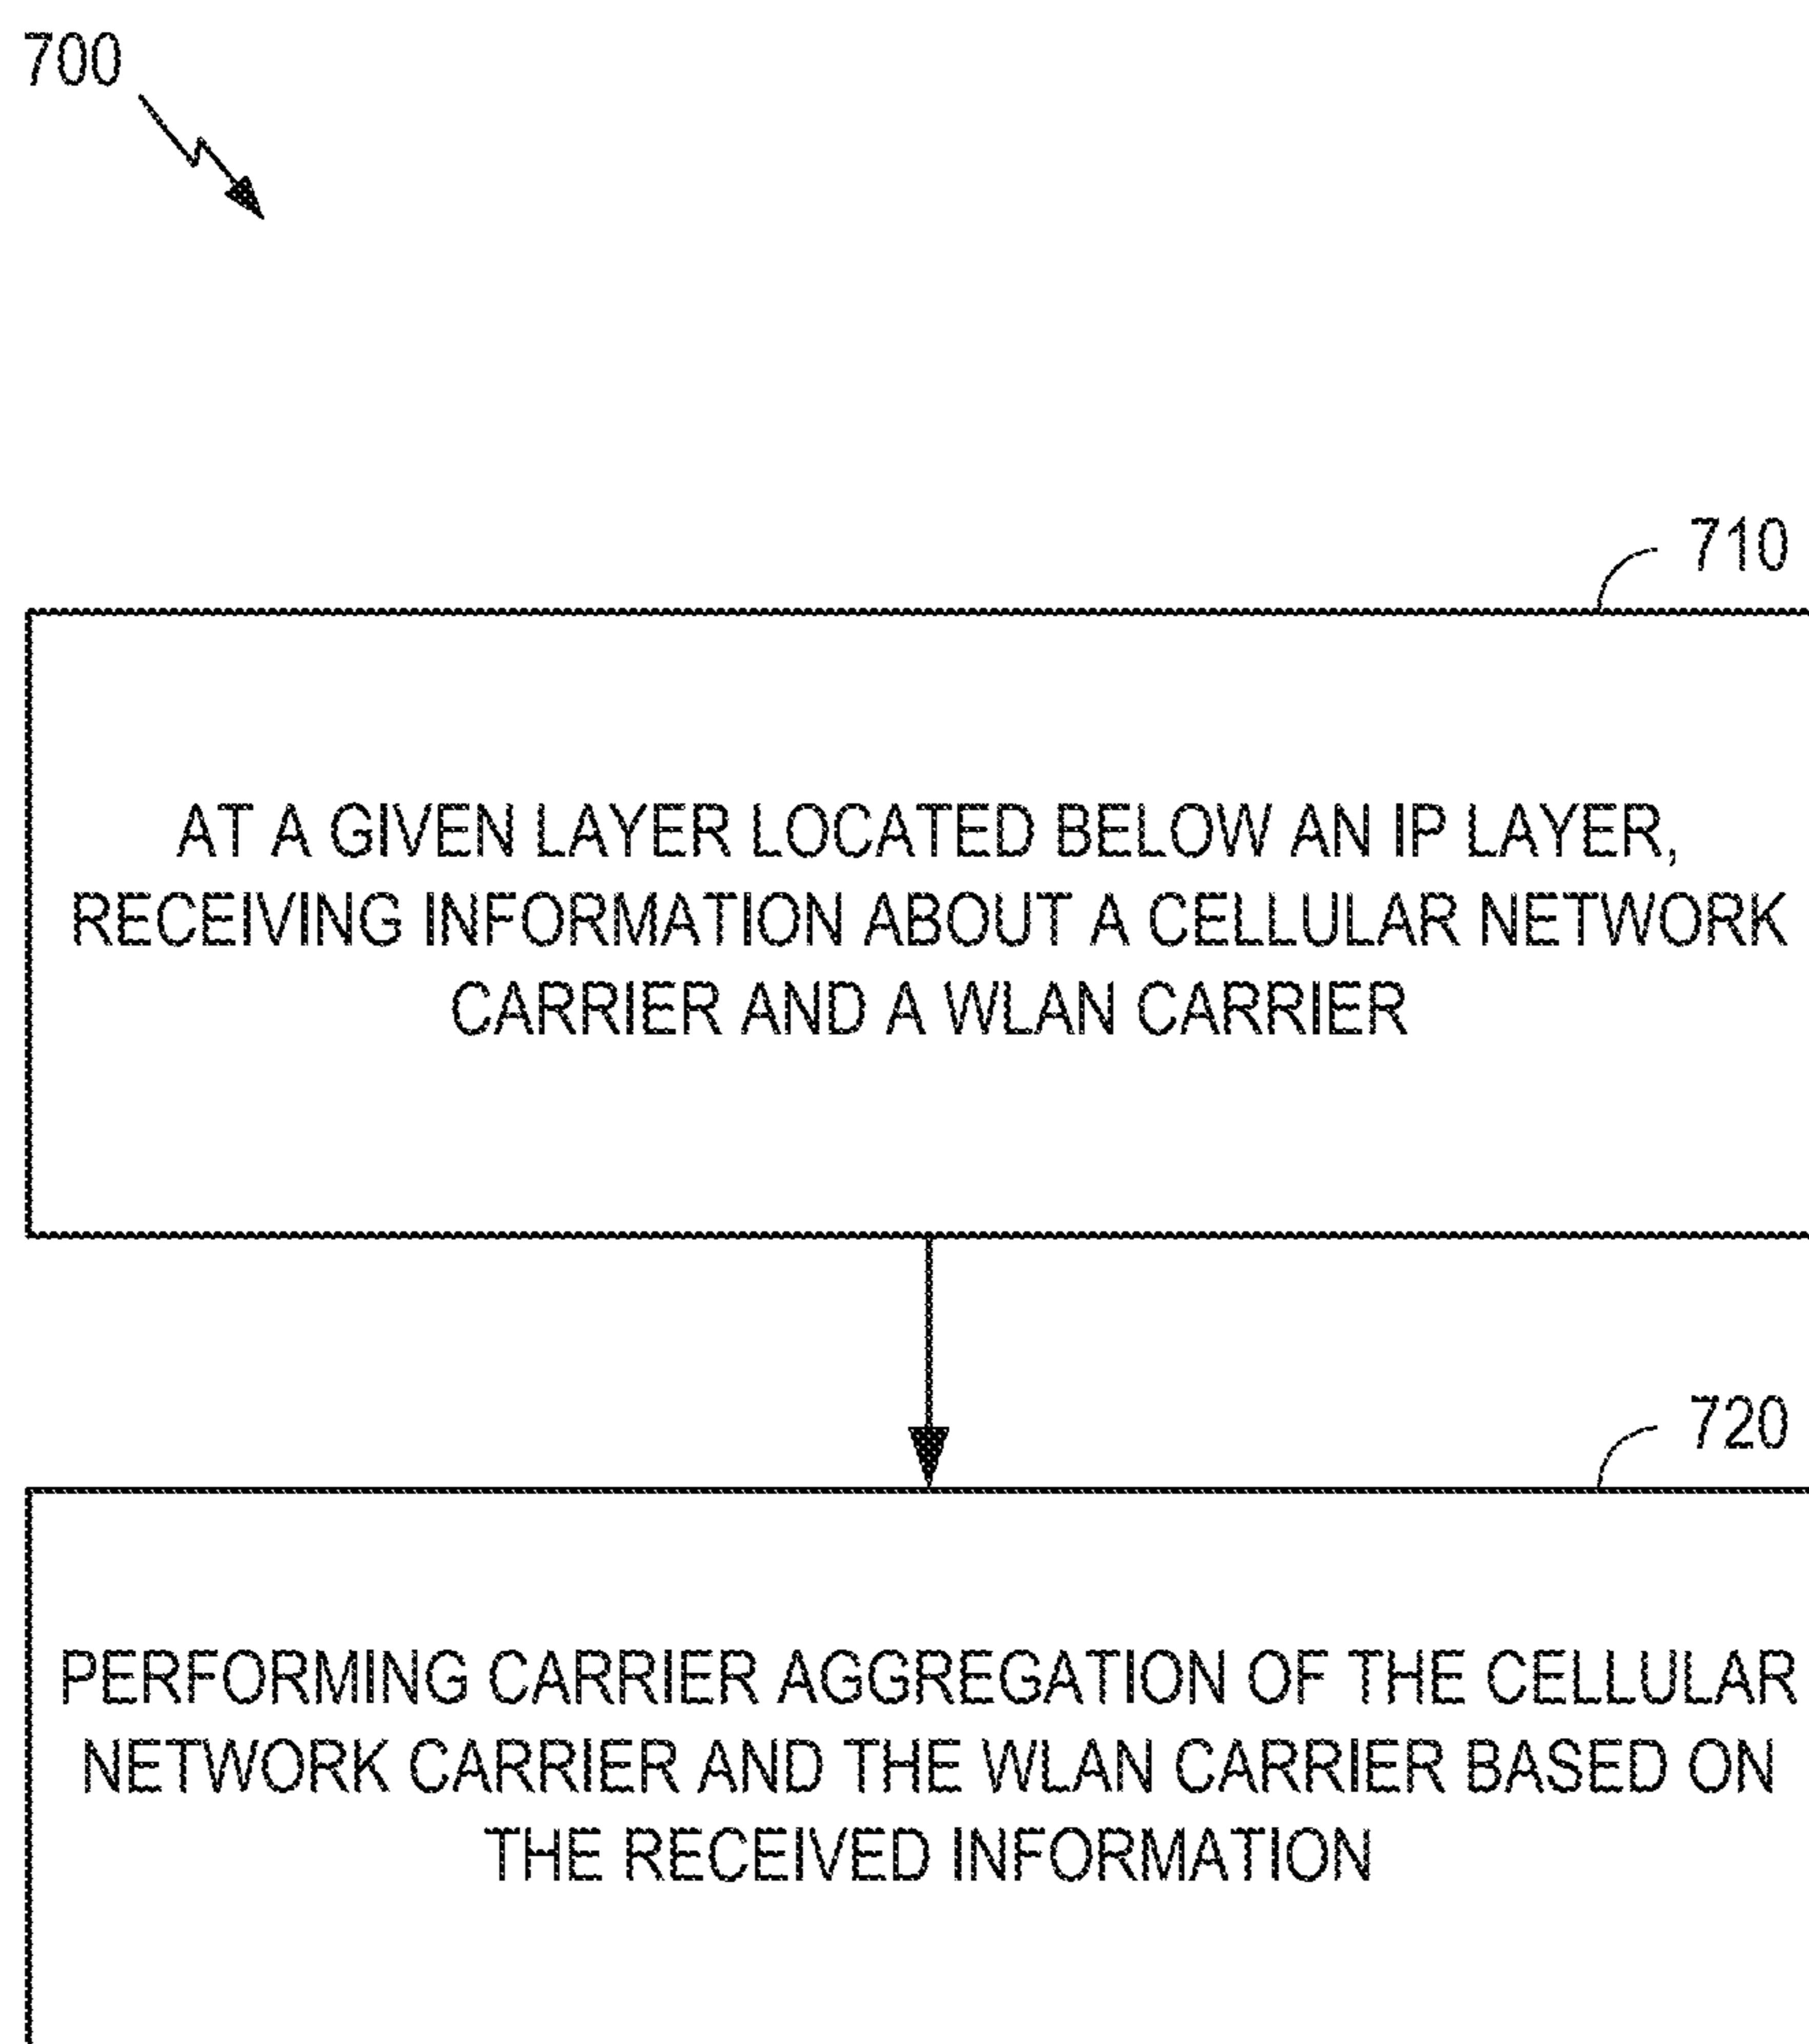 700
710
AT A GIVEN LAYER LOCATED BELOW AN IP LAYER,
RECEIVING INFORMATION ABOUT A CELLULAR NETWORK
CARRIER AND A WLAN CARRIER
720
PERFORMING CARRIER AGGREGATION OF THE CELLULAR
NETWORK CARRIER AND THE WLAN CARRIER BASED ON
THE RECEIVED INFORMATION